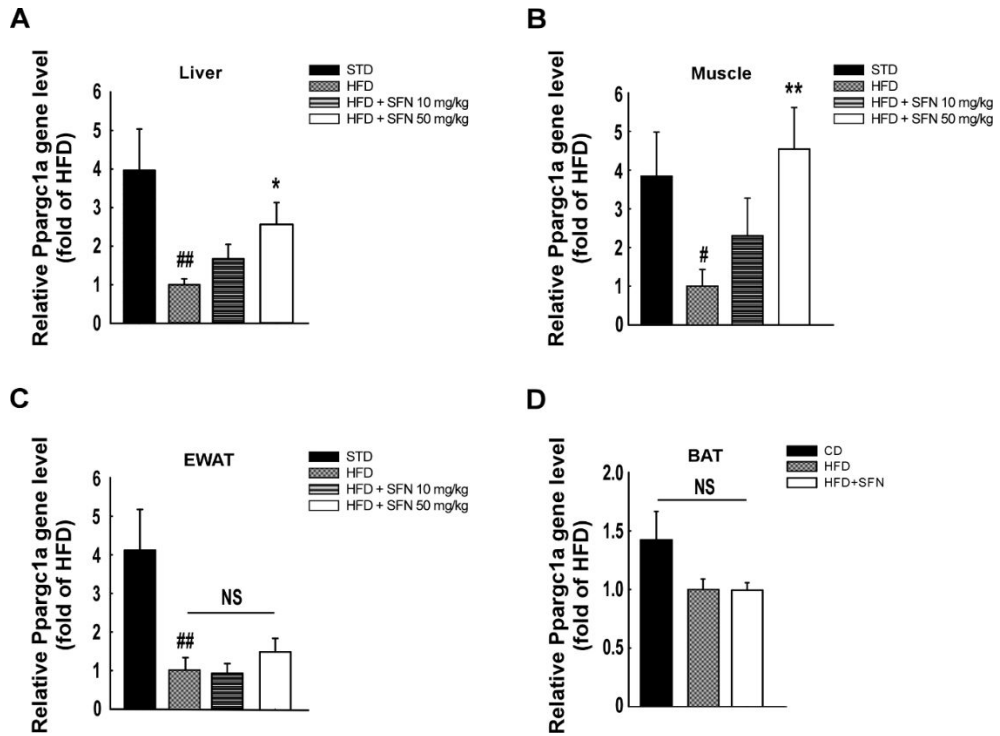 A
Liver
STD
HFD
HFD + SFN 10 mg/kg
HFD + SFN 50 mg/kg
Relative Ppargc1a gene level
(fold of HFD)
6
5
4
3
2
1
0
##
*
B
Muscle
STD
HFD
HFD + SFN 10 mg/kg
HFD + SFN 50 mg/kg
Relative Ppargc1a gene level
(fold of HFD)
6
5
4
3
2
1
0
#
**
C
EWAT
STD
HFD
HFD + SFN 10 mg/kg
HFD + SFN 50 mg/kg
Relative Ppargc1a gene level
(fold of HFD)
6
5
4
3
2
1
0
##
NS
D
BAT
CD
HFD
HFD+SFN
Relative Ppargc1a gene level
(fold of HFD)
2.0
1.5
1.0
0.5
0
NS